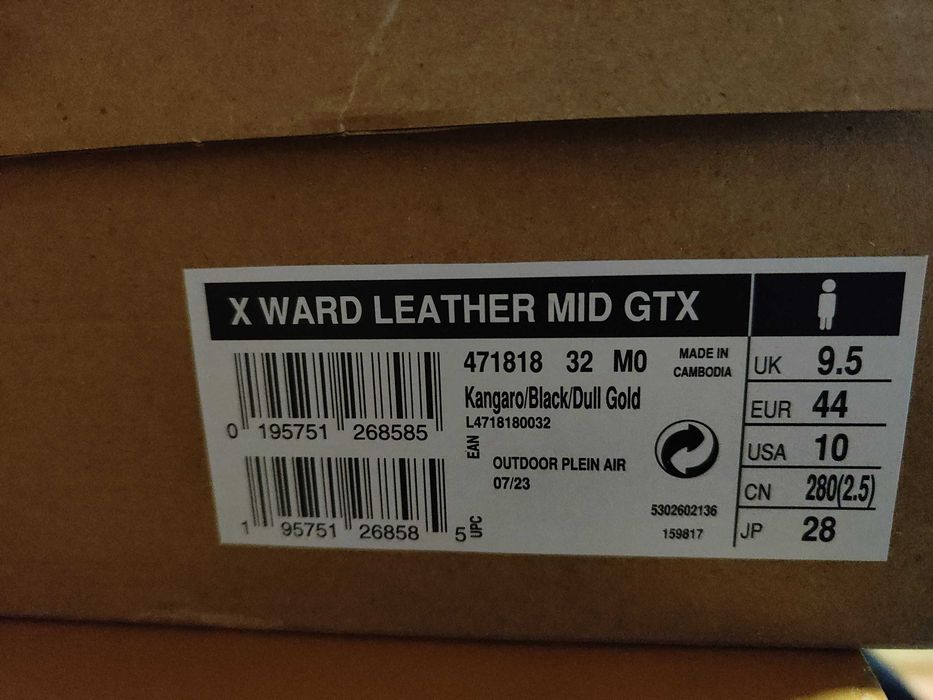 X WARD LEATHER MID GTX
471818 32 M0
MADE IN
CAMBODIA
Kangaro/Black/Dull Gold
L4718180032
0 195751 268585
EAN
OUTDOOR PLEIN AIR
07/23
1 95751 26858 5
UPC
5302602136
159817
UK 9.5
EUR 44
USA 10
CN 280(2.5)
JP 28